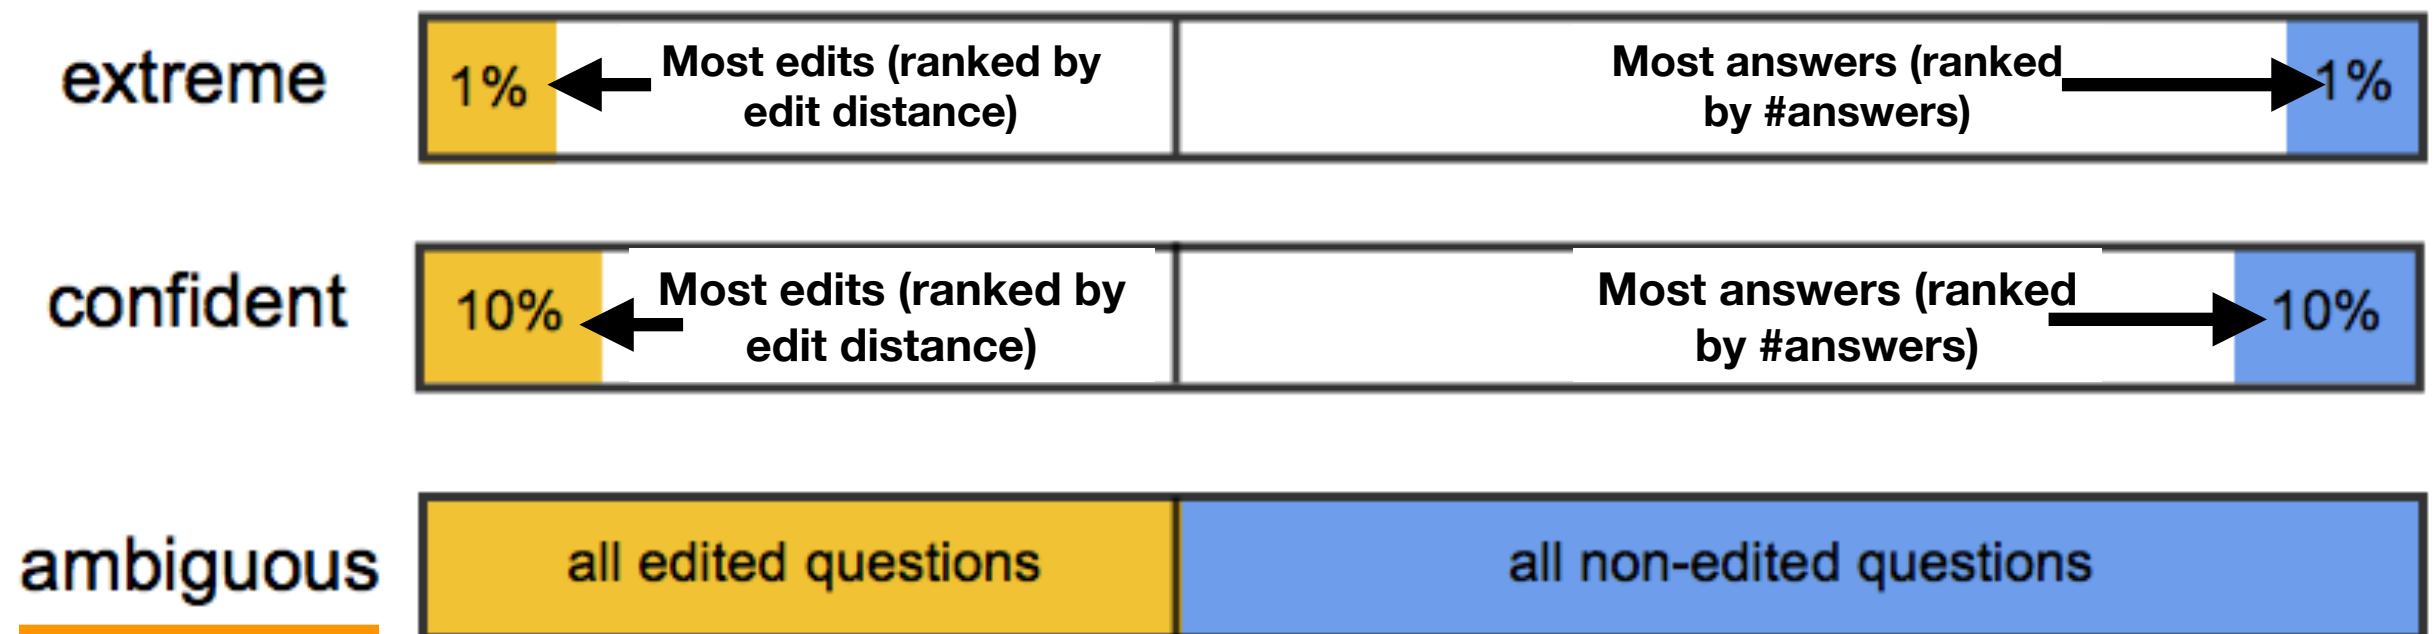 extreme
1%
Most edits (ranked by
edit distance)
Most answers (ranked
by #answers)
1%
confident
10%
Most edits (ranked by
edit distance)
Most answers (ranked
by #answers)
10%
ambiguous
all edited questions
all non-edited questions